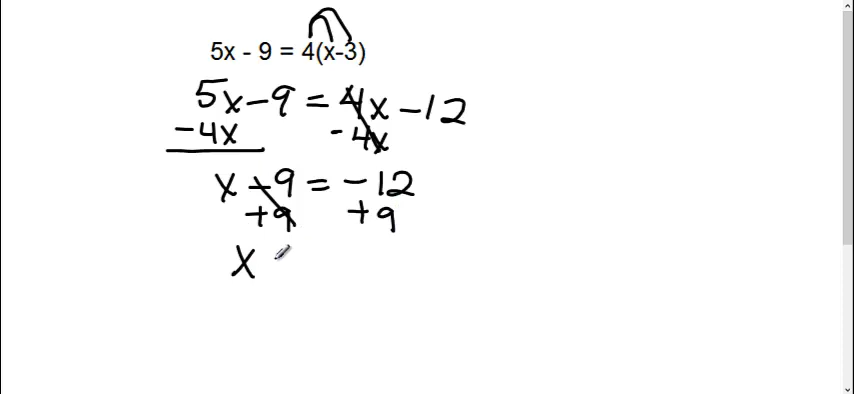 5x - 9 = 4(x-3)
5x - 9 = 4x - 12
-4x -4x
x - 9 = -12
+9 +9
x